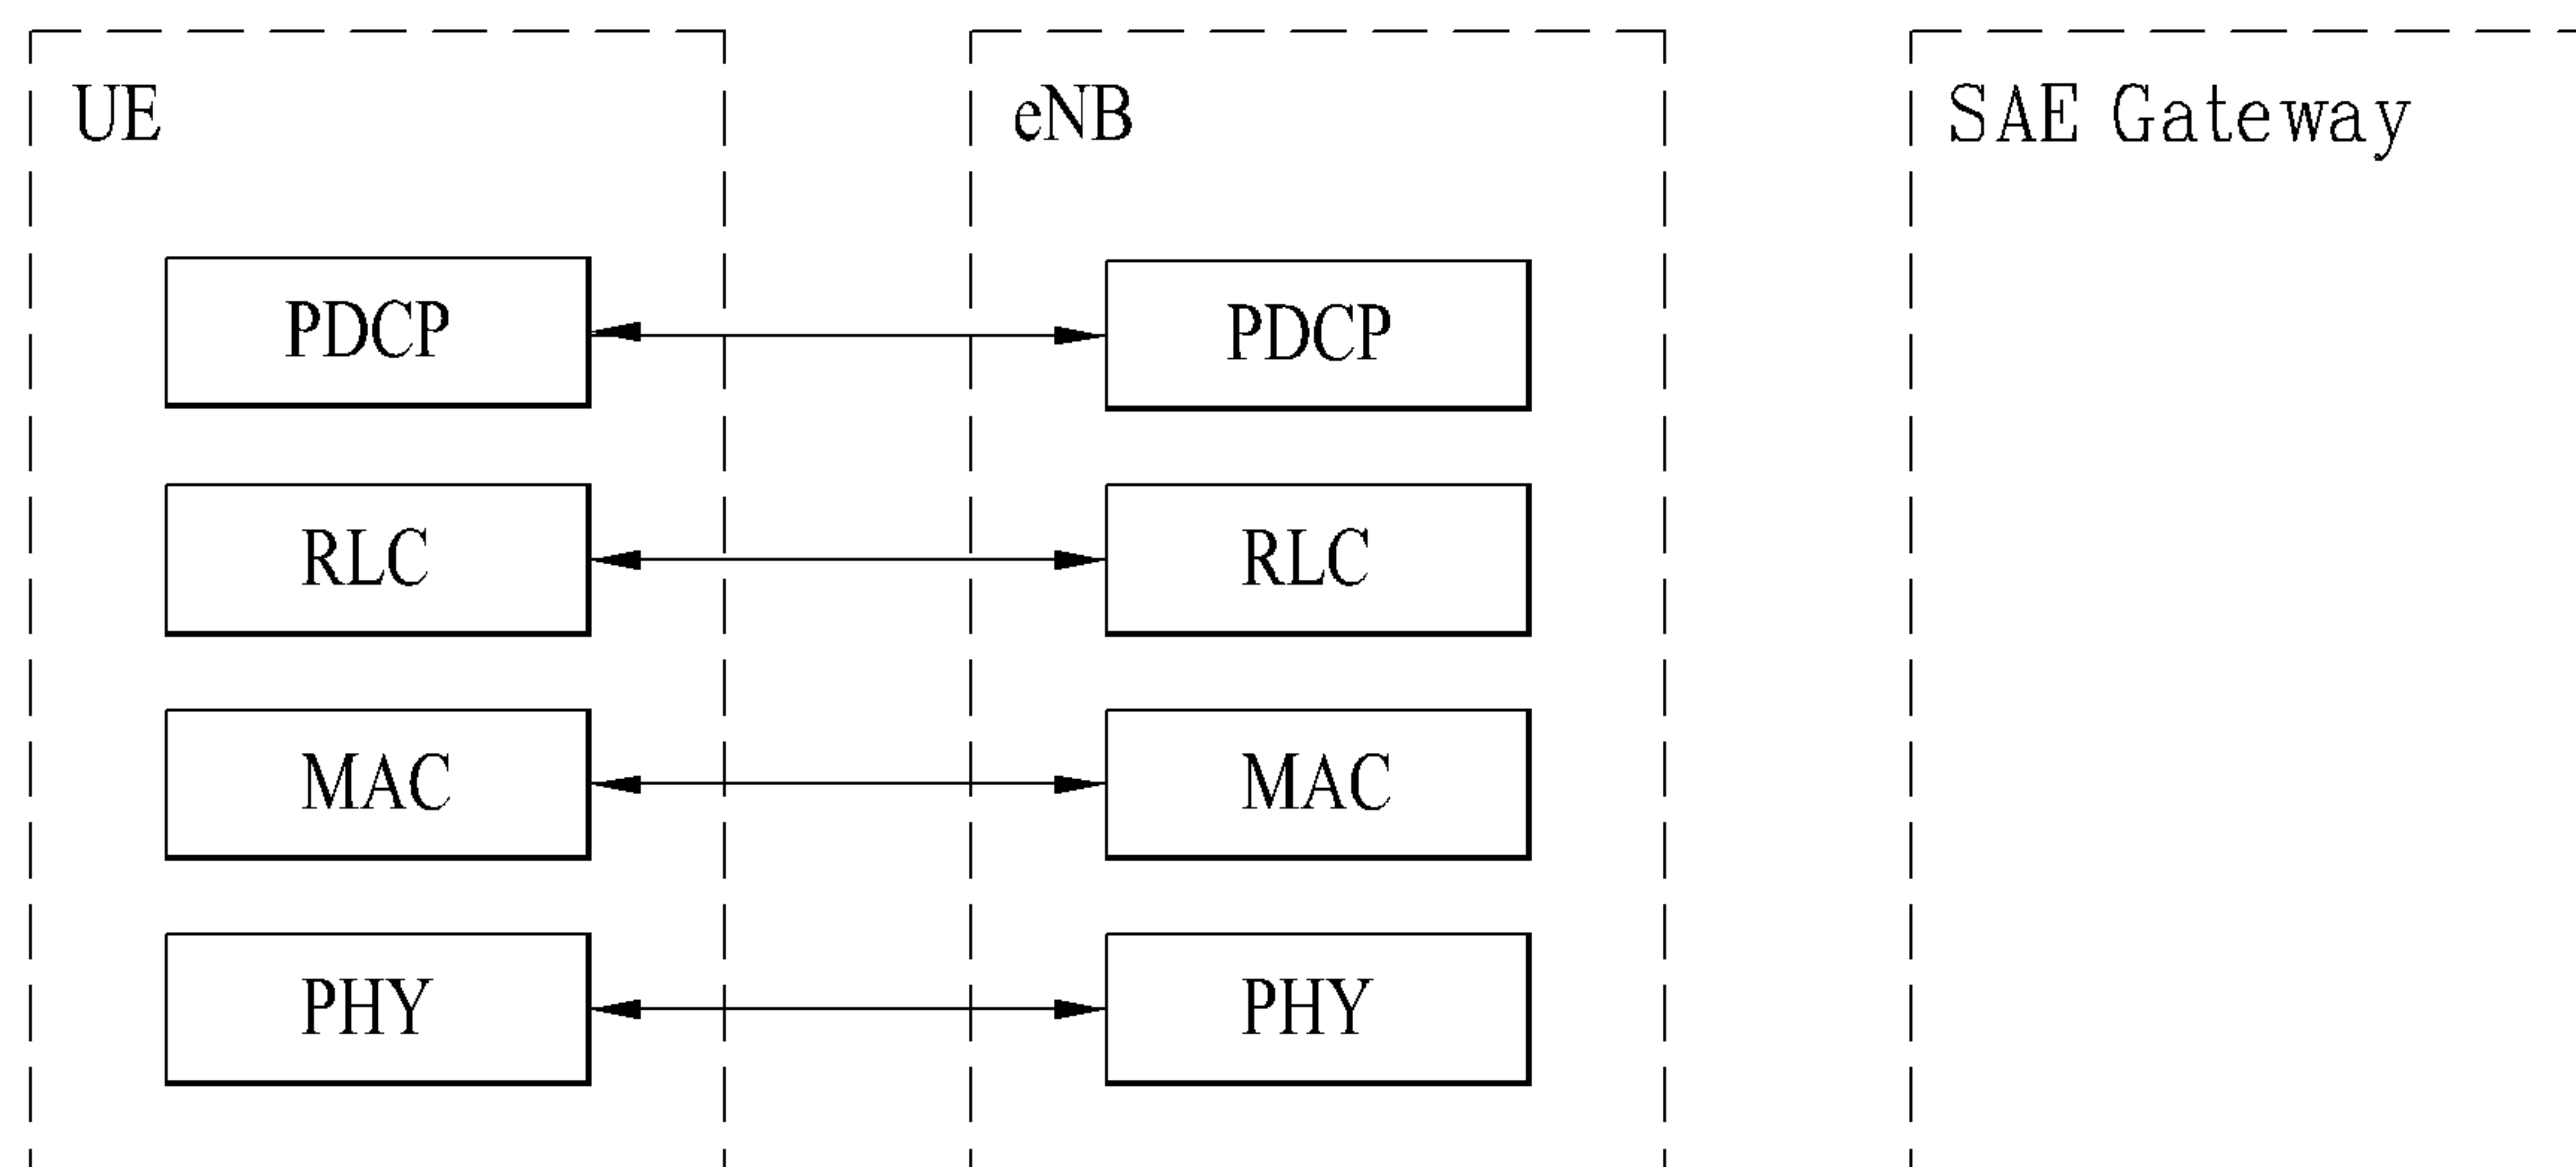 UE
eNB
SAE Gateway
PDCP
PDCP
RLC
RLC
MAC
MAC
PHY
PHY